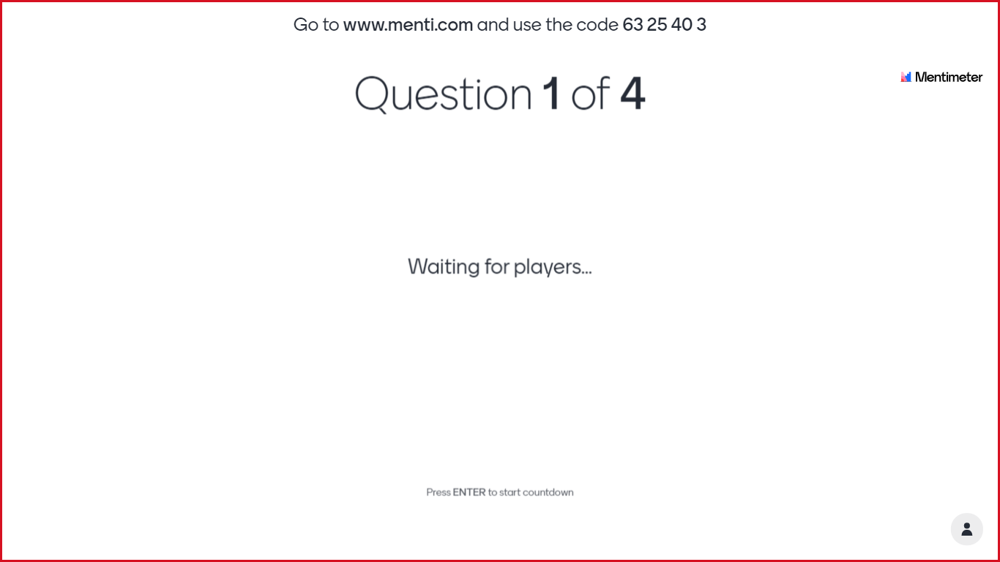 Go to www.menti.com and use the code 63 25 40 3
Mentimeter
Question 1 of 4
Waiting for players...
Press ENTER to start countdown